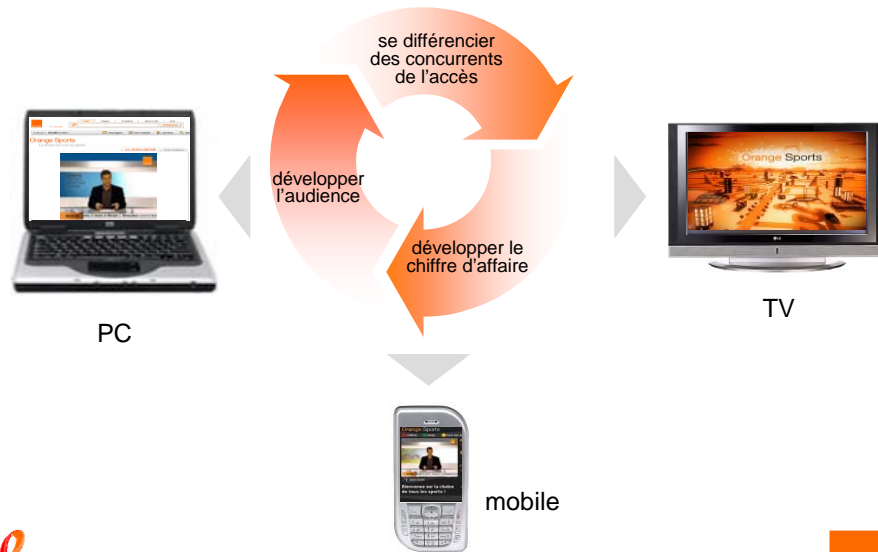 se différencier
des concurrents
de l'accès
développer
l'audience
développer le
chiffre d'affaire
Orange Sports
Orange Sports
LG
PC
TV
Orange Sports
Bienvenue sur la chaîne
de tous les sports !
mobile